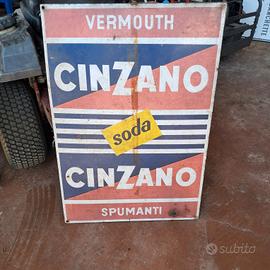 VERMOUTH
CINZANO
soda
CINZANO
SPUMANTI
subito